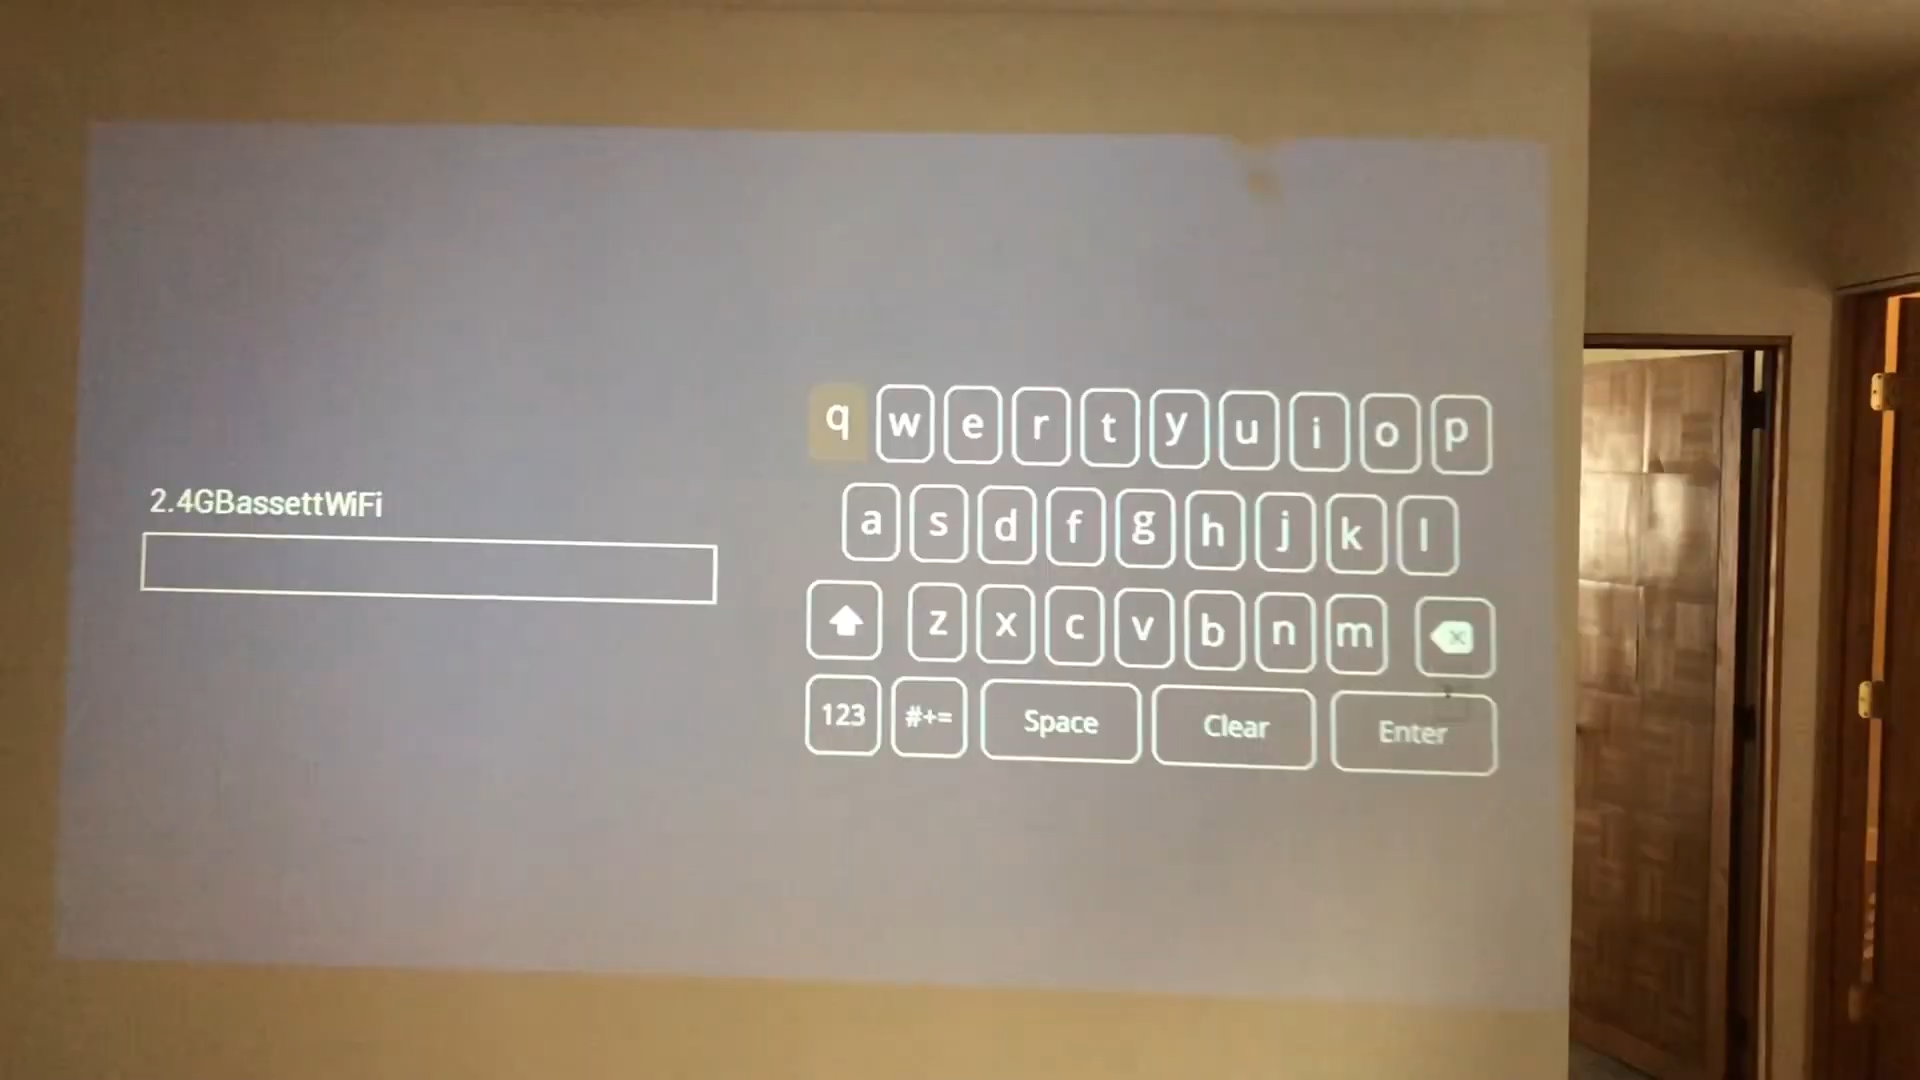 2.4GBassettWiFi
q w e r t y u i o p
a s d f g h j k l
z x c v b n m
123 #+= Space Clear Enter